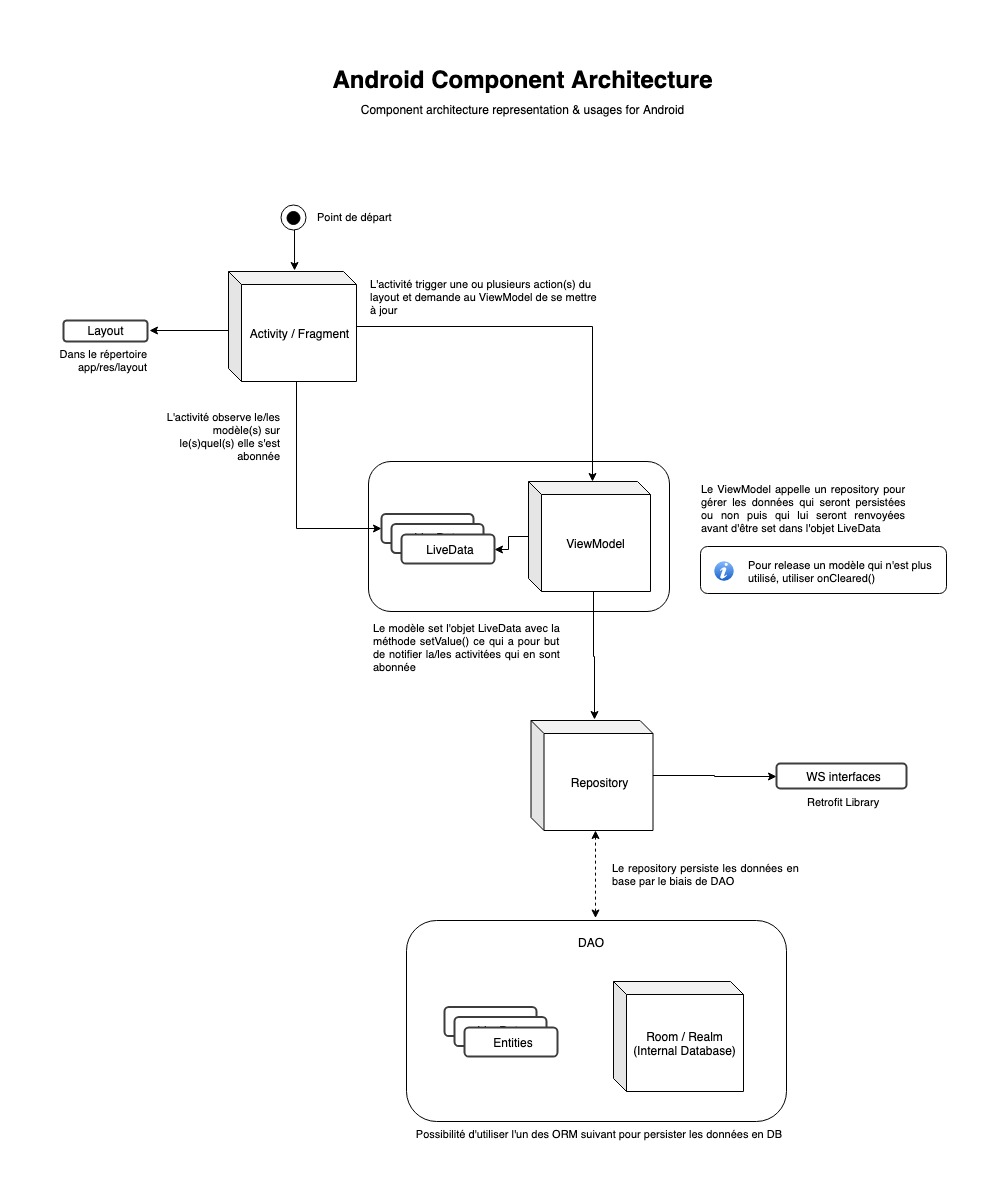 Android Component Architecture
Component architecture representation & usages for Android
Point de départ
L'activité trigger une ou plusieurs action(s) du
layout et demande au ViewModel de se mettre
à jour
Activity / Fragment
Layout
Dans le répertoire
app/res/layout
L'activité observe le/les
modèle(s) sur
le(s)quel(s) elle s'est
abonnée
LiveData
ViewModel
Le ViewModel appelle un repository pour
gérer les données qui seront persistées
ou non puis qui lui seront renvoyées
avant d'être set dans l'objet LiveData
Pour release un modèle qui n'est plus
utilisé, utiliser onCleared()
Le modèle set l'objet LiveData avec la
méthode setValue() ce qui a pour but
de notifier la/les activitées qui en sont
abonnée
Repository
WS interfaces
Retrofit Library
Le repository persiste les données en
base par le biais de DAO
DAO
Entities
Room / Realm
(Internal Database)
Possibilité d'utiliser l'un des ORM suivant pour persister les données en DB